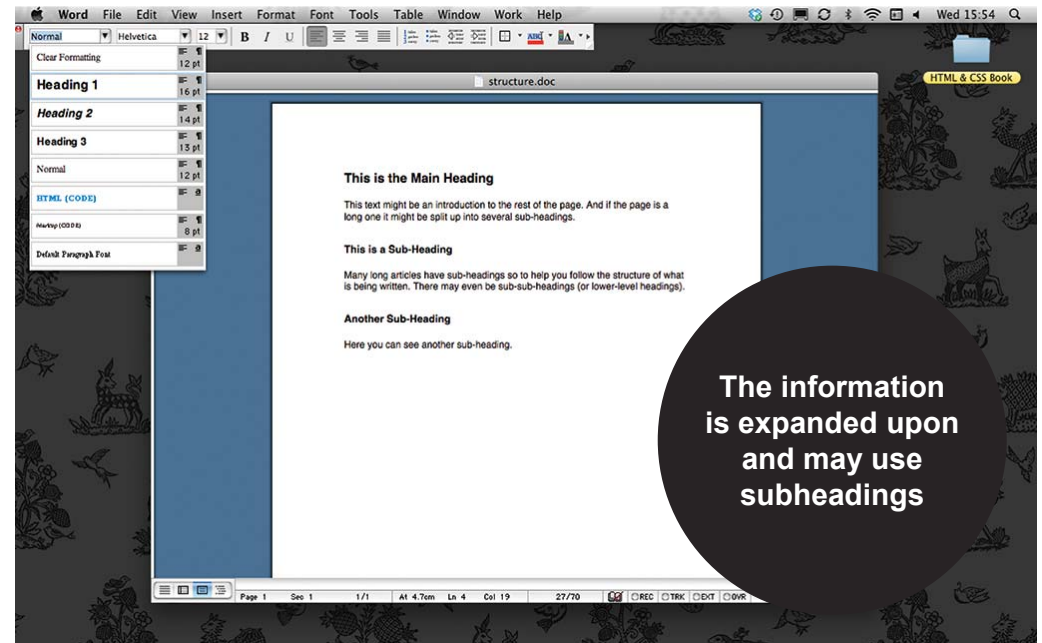 Word File Edit View Insert Format Font Tools Table Window Work Help Wed 15:54
Normal Helvetica 12 B I U ABC A
Clear Formatting 12 pt
Heading 1 16 pt
Heading 2 14 pt
Heading 3 13 pt
Normal 12 pt
HTML (CODE) a
Markup (CODE) 8 pt
Default Paragraph Font a
structure.doc
HTML & CSS Book
This is the Main Heading
This text might be an introduction to the rest of the page. And if the page is a
long one it might be split up into several sub-headings.
This is a Sub-Heading
Many long articles have sub-headings so to help you follow the structure of what
is being written. There may even be sub-sub-headings (or lower-level headings).
Another Sub-Heading
Here you can see another sub-heading.
The information
is expanded upon
and may use
subheadings
Page 1 Sec 1 1/1 At 4.7cm Ln 4 Col 19 27/70 REC TRK EXT OVR